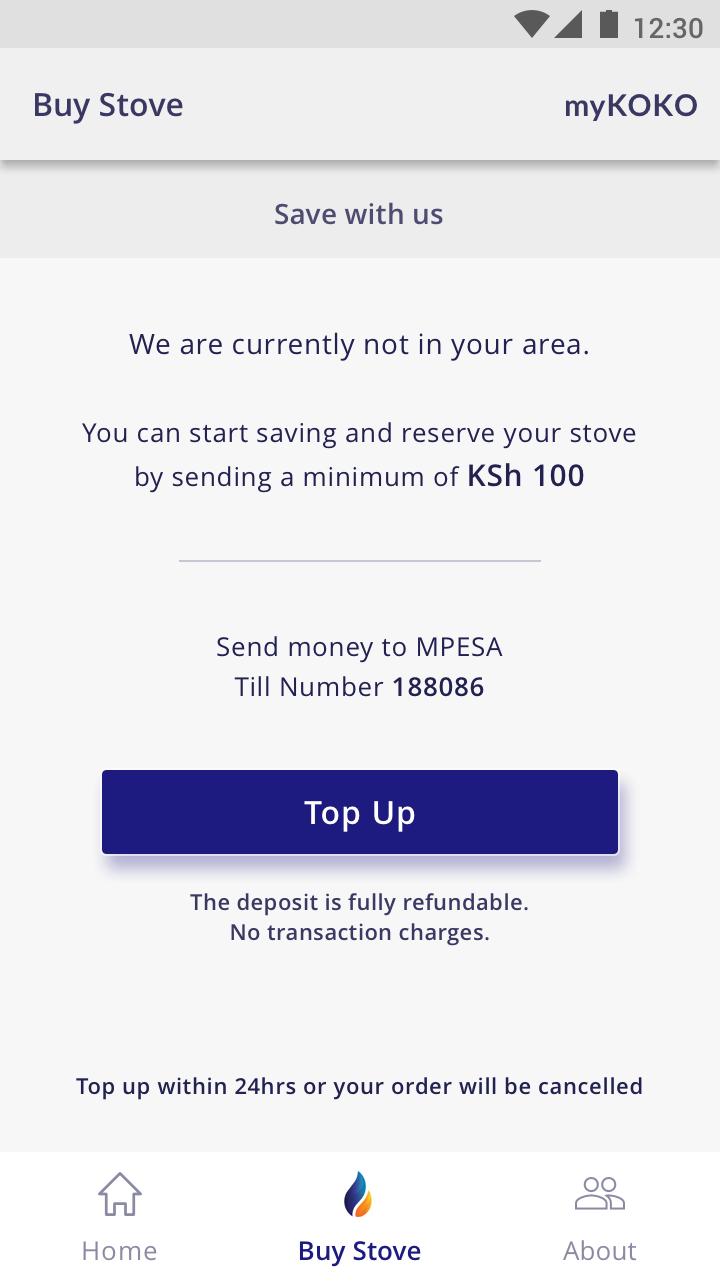 12:30
Buy Stove
myKOKO
Save with us
We are currently not in your area.
You can start saving and reserve your stove
by sending a minimum of KSh 100
Send money to MPESA
Till Number 188086
Top Up
The deposit is fully refundable.
No transaction charges.
Top up within 24hrs or your order will be cancelled
Home
Buy Stove
About